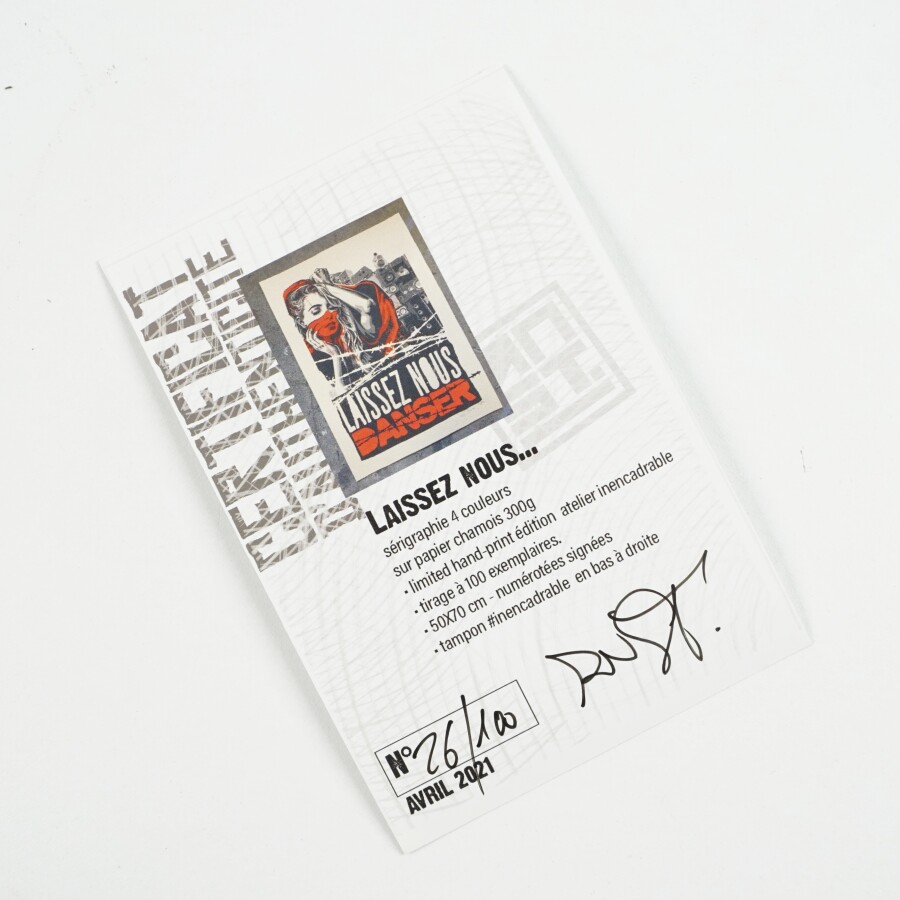 CERTIFICAT
D'AUTHENTICITÉ
LAISSEZ NOUS
DANSER
LAISSEZ NOUS...
sérigraphie 4 couleurs
sur papier chamois 300g
• limited hand-print édition atelier inencadrable
• tirage à 100 exemplaires.
• 50X70 cm - numérotées signées
• tampon #inencadrable en bas à droite
N° 26/100
AVRIL 2021